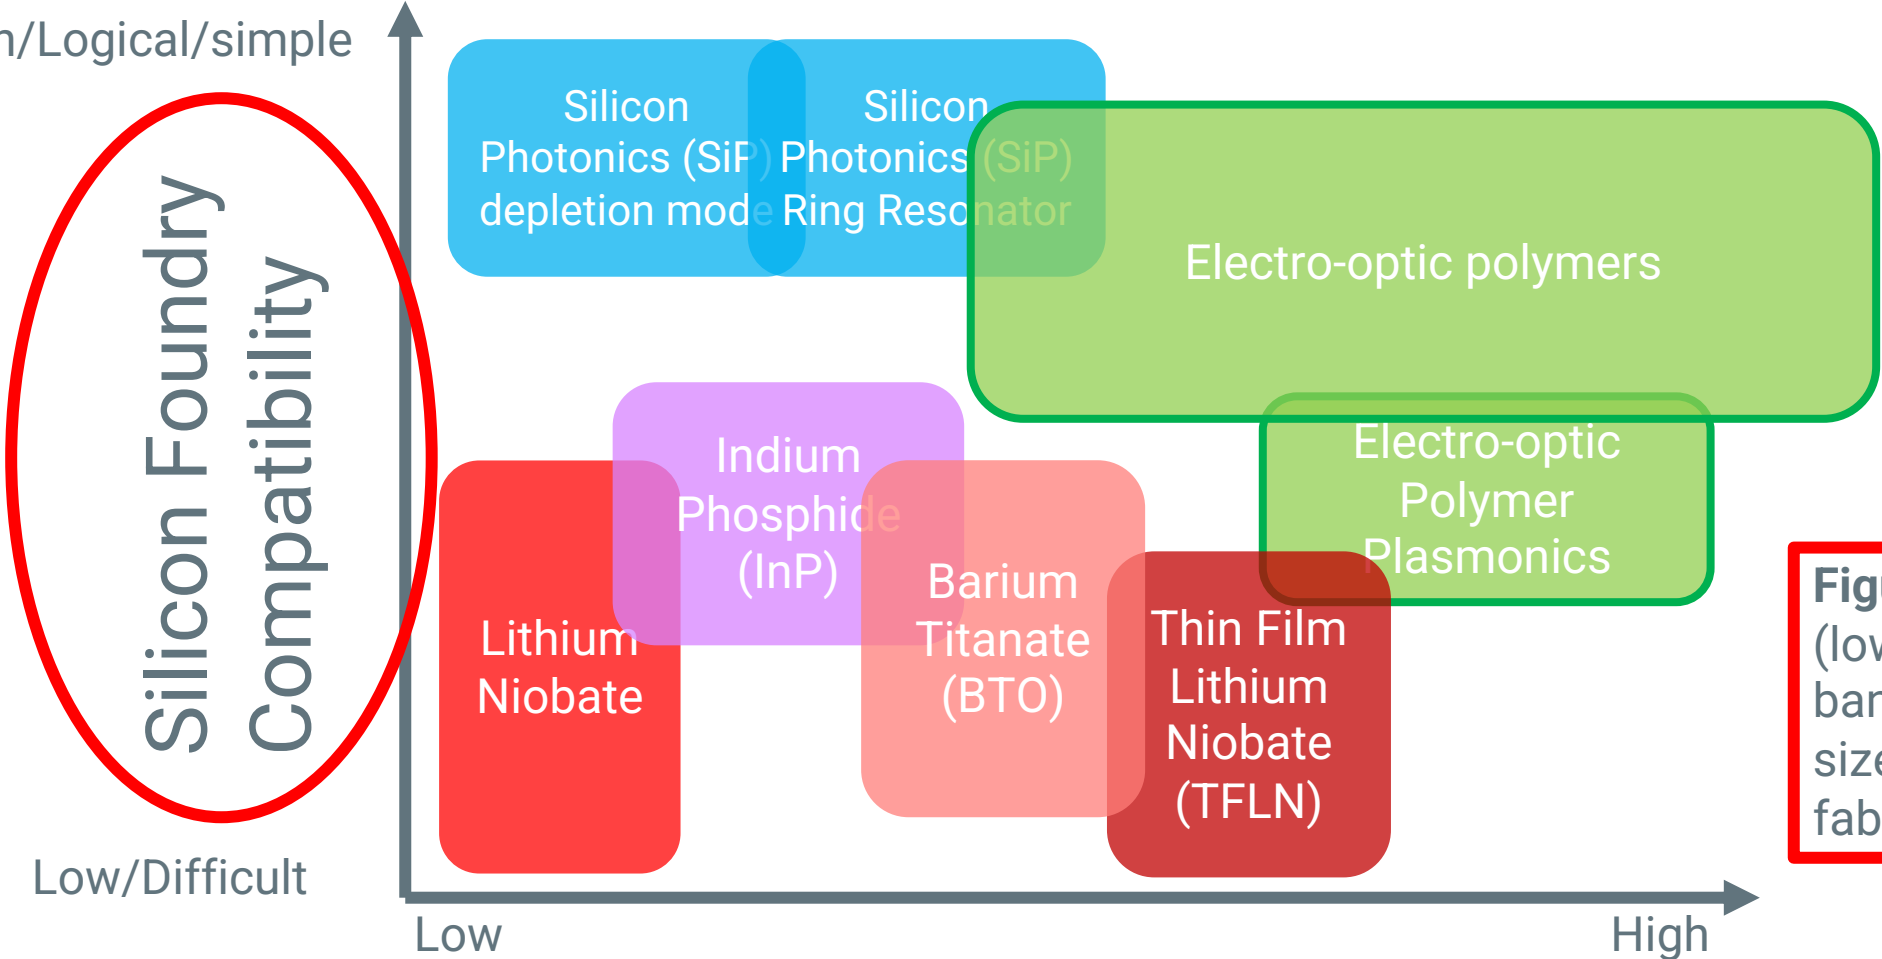 /Logical/simple
Silicon Foundry
Compatibility
Low/Difficult
Silicon
Photonics (SiP)
depletion mode
Silicon
Photonics (SiP)
Ring Resonator
Electro-optic polymers
Indium
Phosphide
(InP)
Electro-optic
Polymer
Plasmonics
Lithium
Niobate
Barium
Titanate
(BTO)
Thin Film
Lithium
Niobate
(TFLN)
Low
High